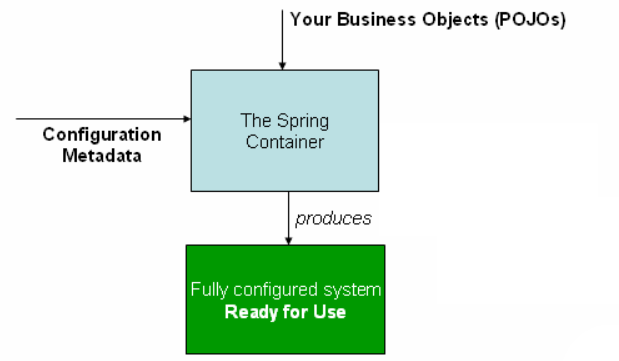 Your Business Objects (POJOs)
The Spring
Container
Configuration
Metadata
produces
Fully configured system
Ready for Use